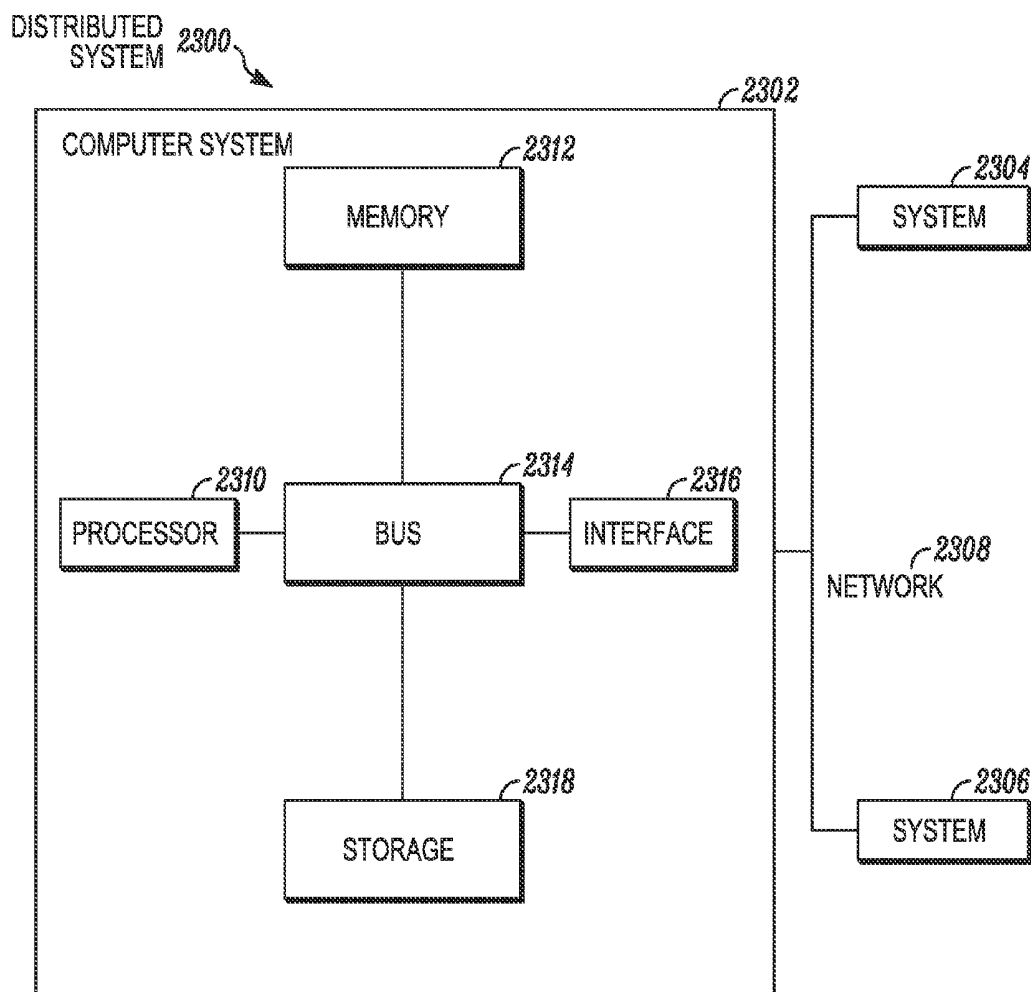 DISTRIBUTED
SYSTEM 2300
2302
COMPUTER SYSTEM
2312
MEMORY
2304
SYSTEM
2310
PROCESSOR
2314
BUS
2316
INTERFACE
2308
NETWORK
2318
STORAGE
2306
SYSTEM